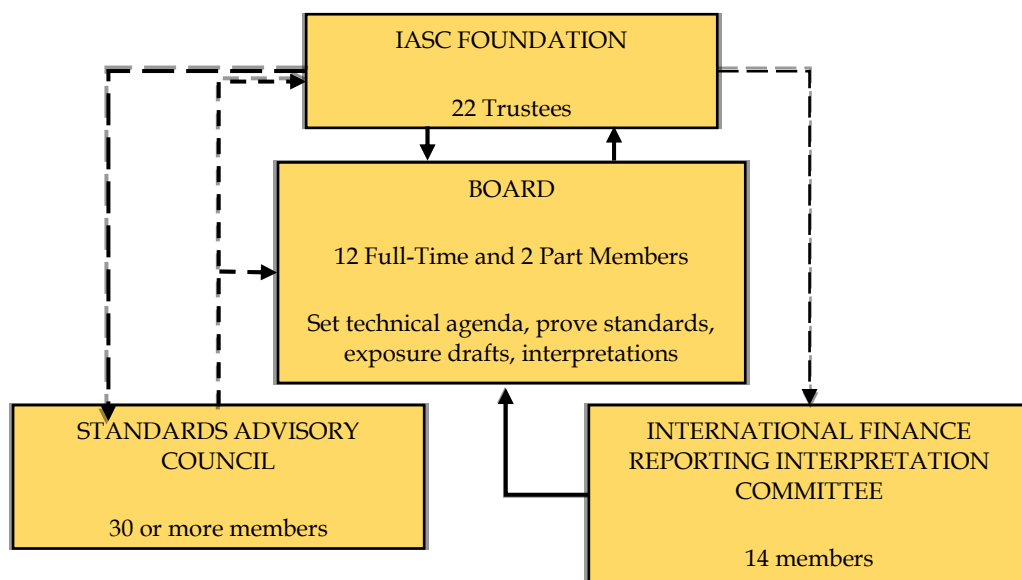 IASC FOUNDATION
22 Trustees
BOARD
12 Full-Time and 2 Part Members
Set technical agenda, prove standards,
exposure drafts, interpretations
STANDARDS ADVISORY
COUNCIL
30 or more members
INTERNATIONAL FINANCE
REPORTING INTERPRETATION
COMMITTEE
14 members